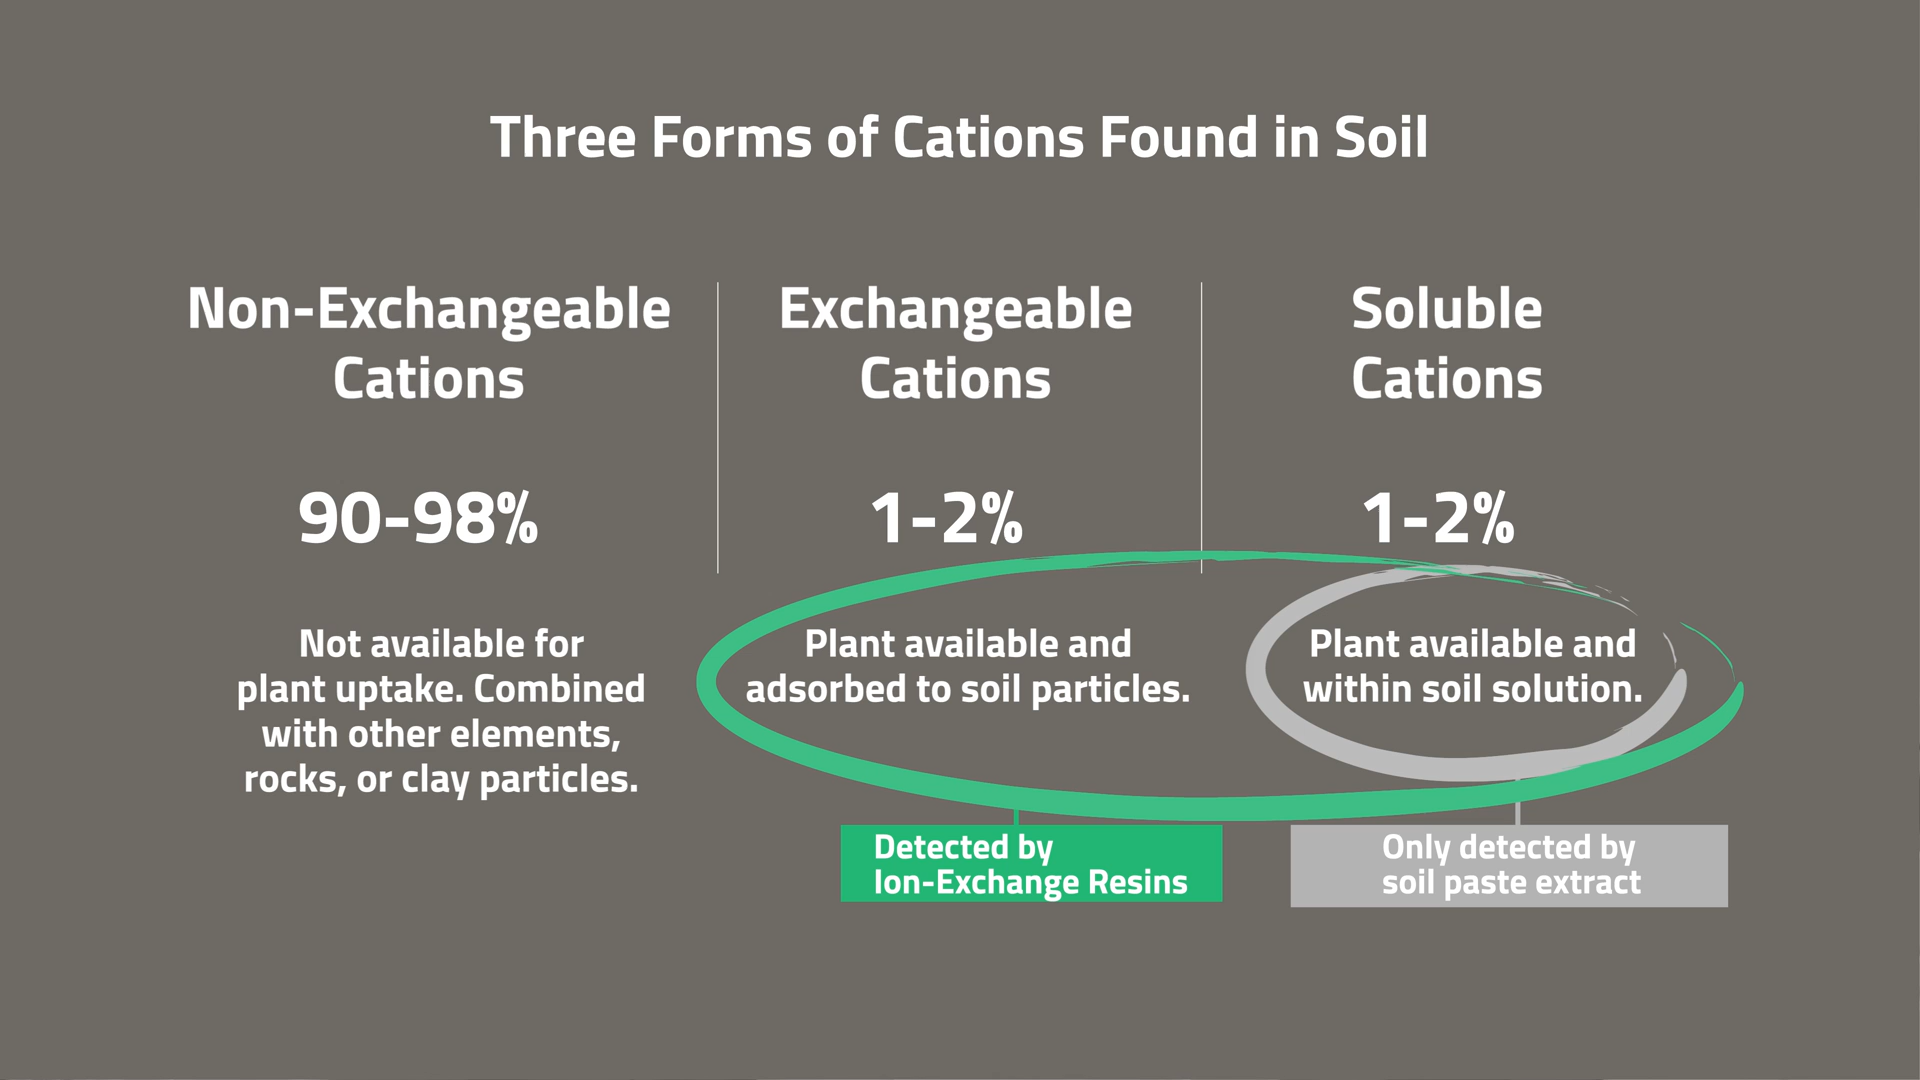 Three Forms of Cations Found in Soil
Non-Exchangeable
Cations
90-98%
Not available for
plant uptake. Combined
with other elements,
rocks, or clay particles.
Exchangeable
Cations
1-2%
Plant available and
adsorbed to soil particles.
Detected by
Ion-Exchange Resins
Soluble
Cations
1-2%
Plant available and
within soil solution.
Only detected by
soil paste extract